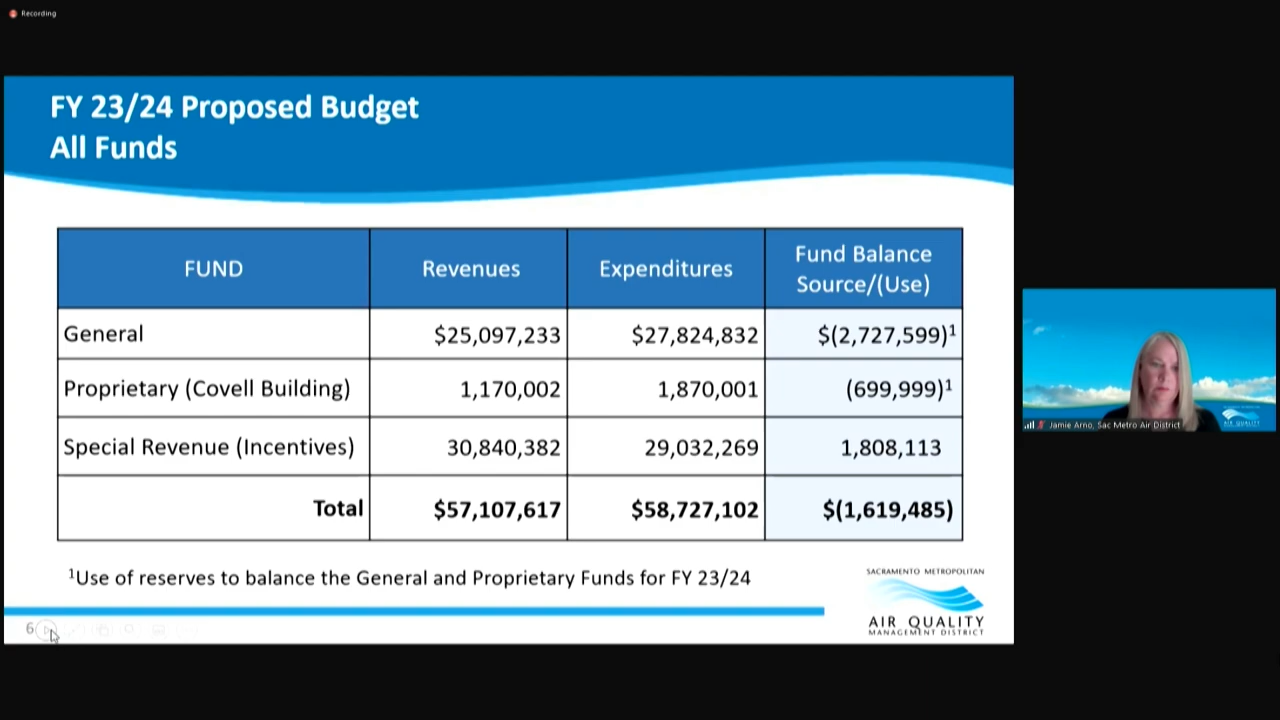 Recording
FY 23/24 Proposed Budget
All Funds
FUND Revenues Expenditures Fund Balance Source/(Use)
General $25,097,233 $27,824,832 $(2,727,599)¹
Proprietary (Covell Building) 1,170,002 1,870,001 (699,999)¹
Special Revenue (Incentives) 30,840,382 29,032,269 1,808,113
Total $57,107,617 $58,727,102 $(1,619,485)
¹Use of reserves to balance the General and Proprietary Funds for FY 23/24
SACRAMENTO METROPOLITAN
AIR QUALITY
MANAGEMENT DISTRICT
6
Jamie Arno, Sac Metro Air District
AIR QUALITY